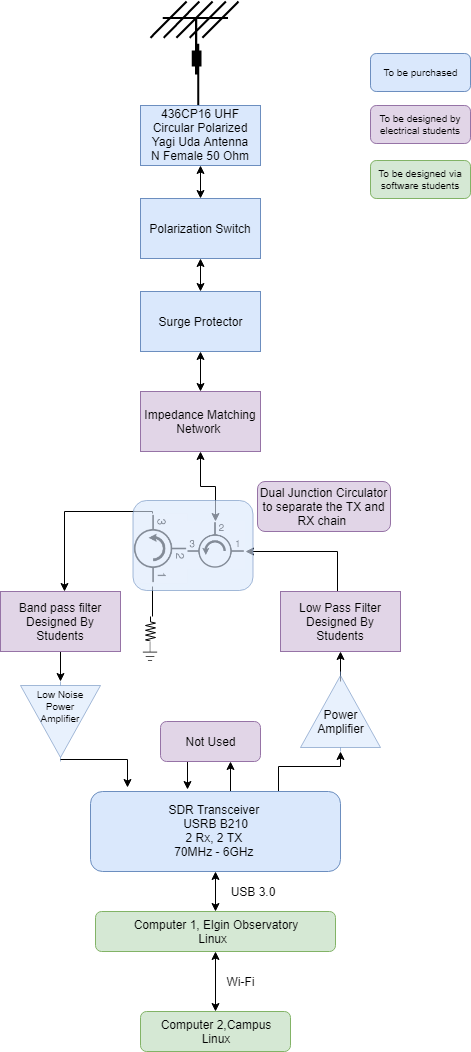 436CP16 UHF
Circular Polarized
Yagi Uda Antenna
N Female 50 Ohm
To be purchased
To be designed by
electrical students
To be designed via
software students
Polarization Switch
Surge Protector
Impedance Matching
Network
Dual Junction Circulator
to separate the TX and
RX chain
3
2
1
2
3
1
Band pass filter
Designed By
Students
Low Pass Filter
Designed By
Students
Low Noise
Power
Amplifier
Power
Amplifier
Not Used
SDR Transceiver
USRB B210
2 Rx, 2 TX
70MHz - 6GHz
USB 3.0
Computer 1, Elgin Observatory
Linux
Wi-Fi
Computer 2,Campus
Linux